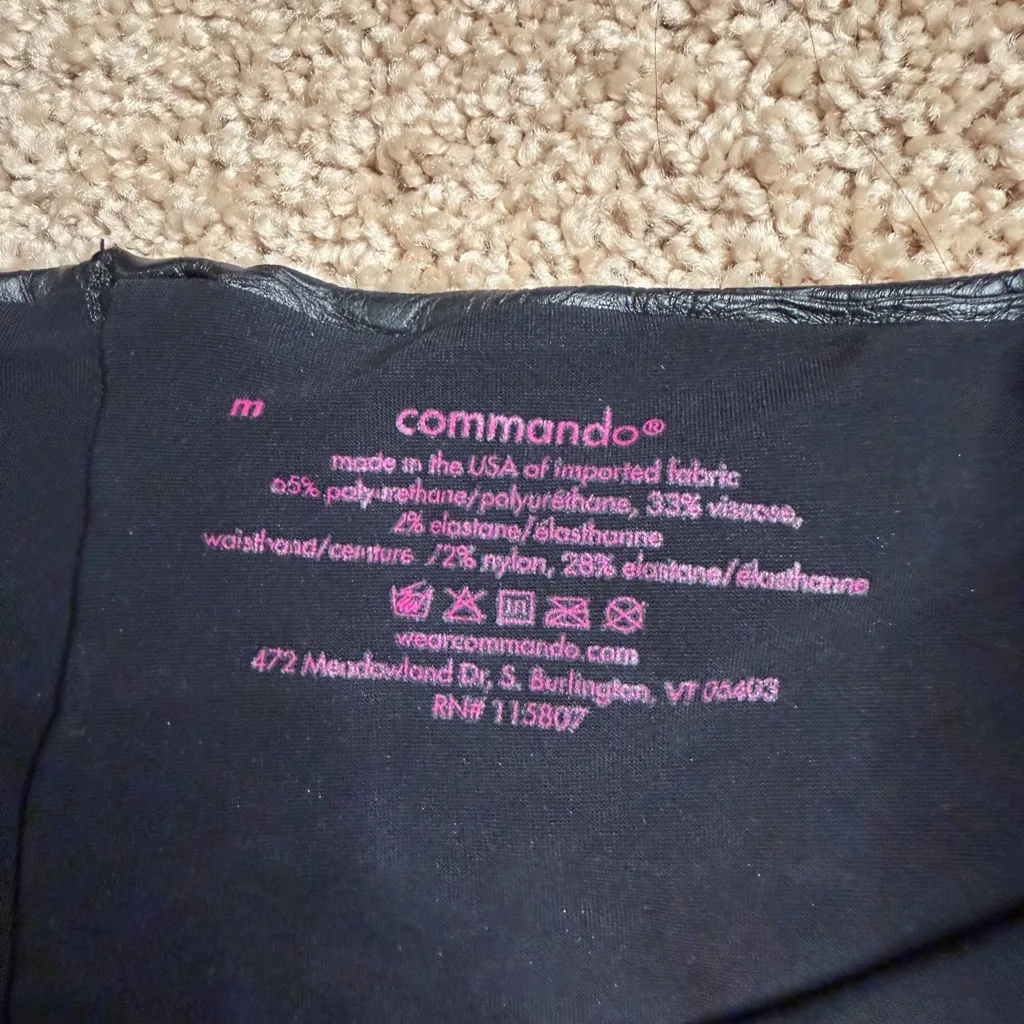 m
commando®
made in the USA of imported fabric
65% polyurethane/polyuréthane, 33% viscose,
2% elastane/élasthanne
waistband/ceinture 72% nylon, 28% elastane/élasthanne
wearcommando.com
472 Meadowland Dr, S. Burlington, VT 05403
RN# 115807